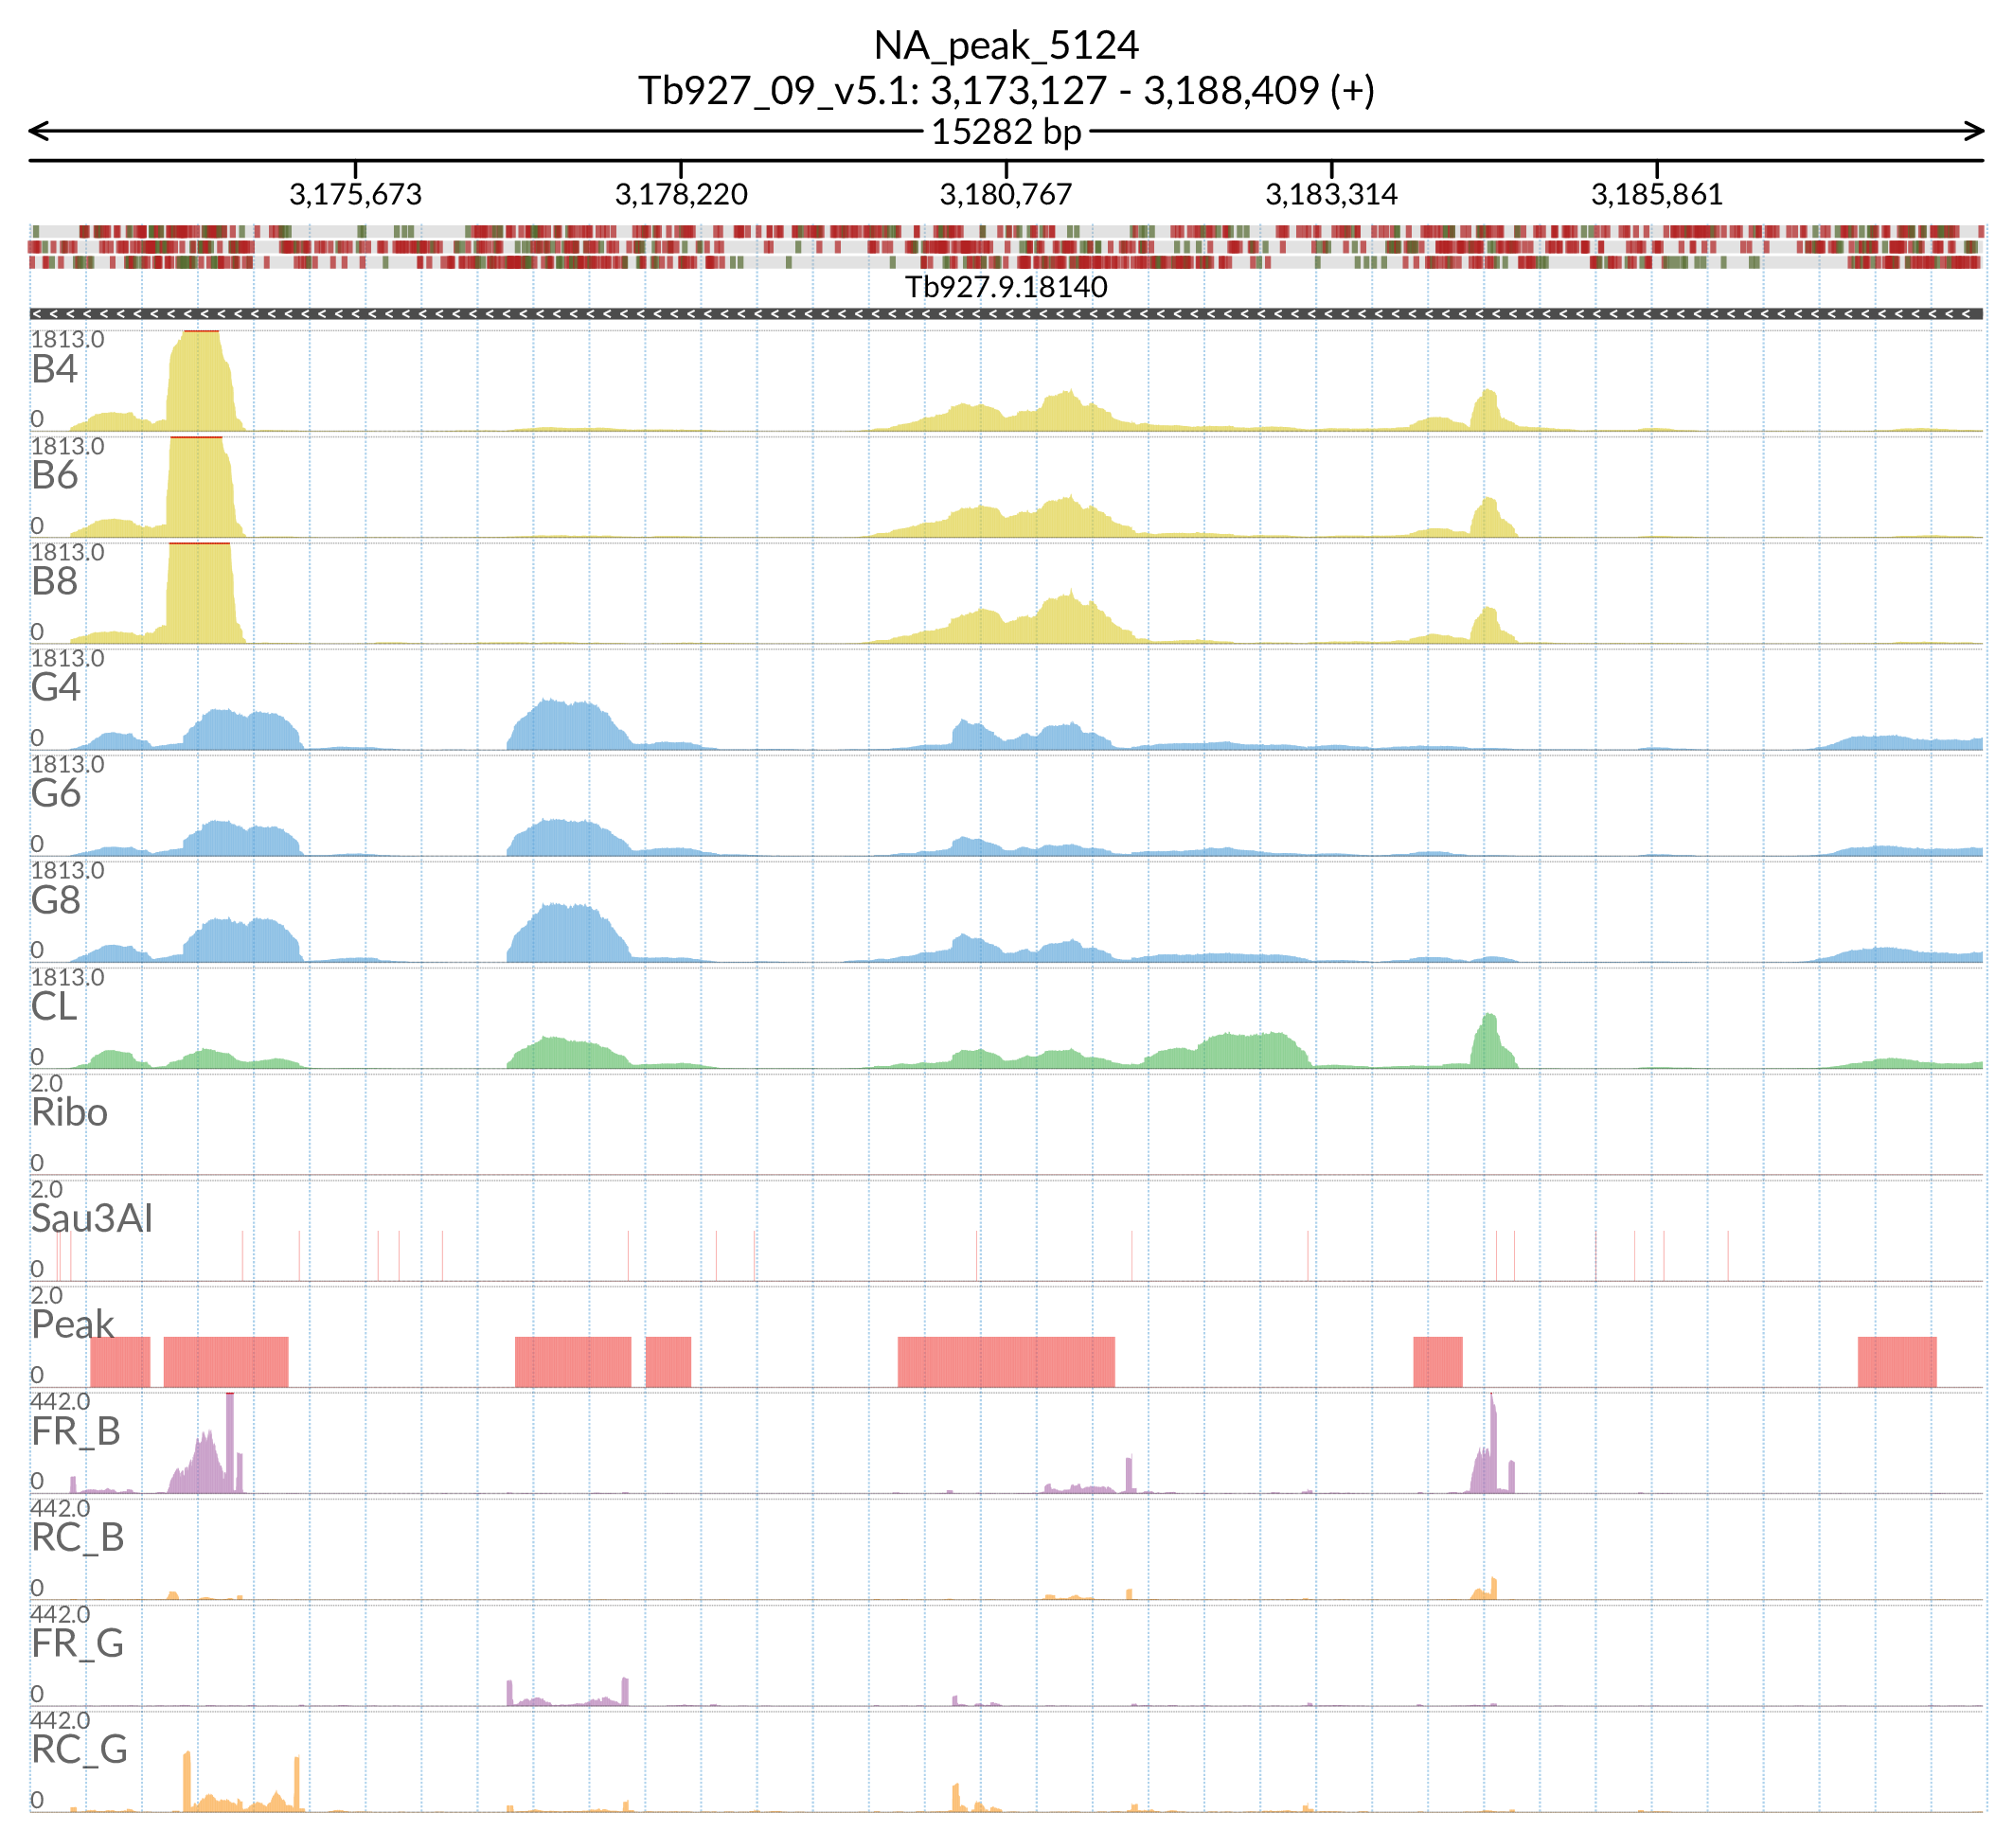 NA_peak_5124
Tb927_09_v5.1: 3,173,127 - 3,188,409 (+)
15282 bp
3,175,673 3,178,220 3,180,767 3,183,314 3,185,861
Tb927.9.18140
1813.0
B4
0
1813.0
B6
0
1813.0
B8
0
1813.0
G4
0
1813.0
G6
0
1813.0
G8
0
1813.0
CL
0
2.0
Ribo
0
2.0
Sau3AI
0
2.0
Peak
0
442.0
FR_B
0
442.0
RC_B
0
442.0
FR_G
0
442.0
RC_G
0